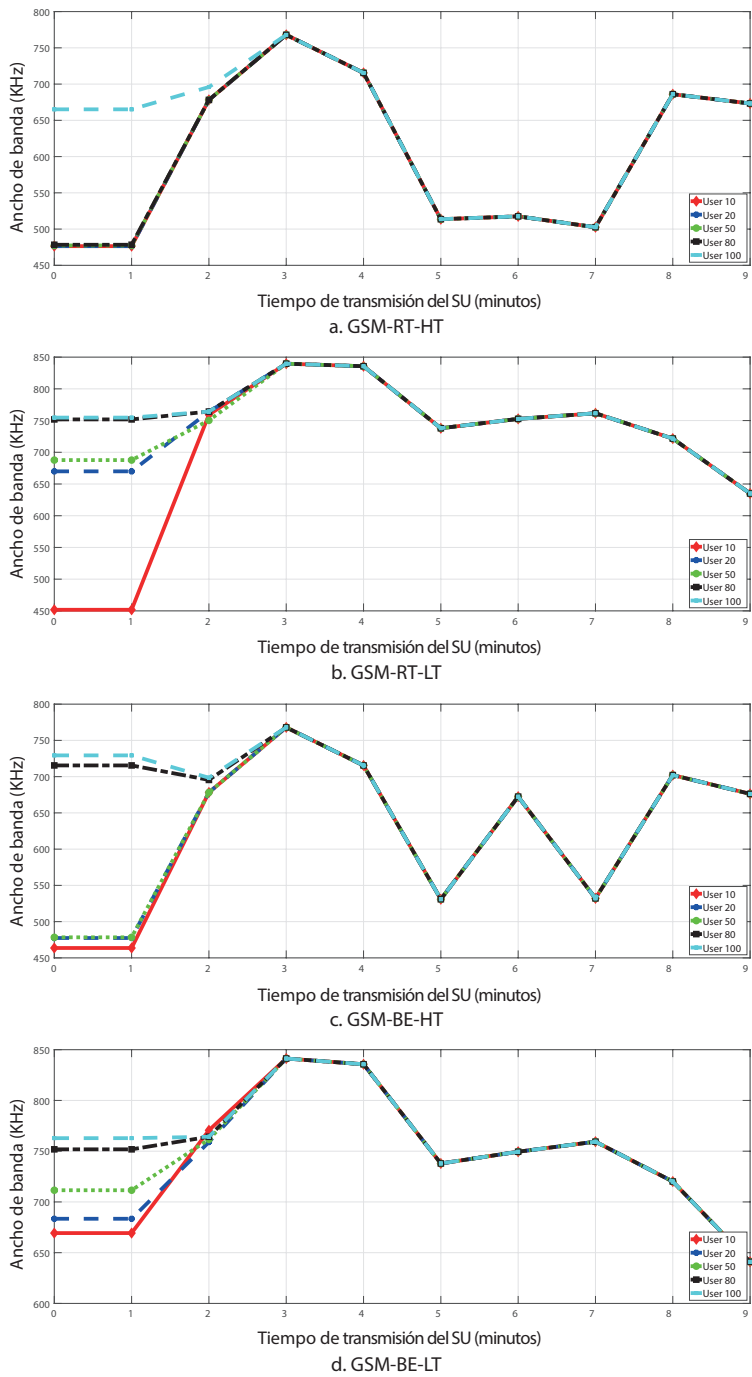 800
750
700
650
600
550
500
450
Ancho de banda (KHz)
User 10
User 20
User 50
User 80
User 100
0 1 2 3 4 5 6 7 8 9
Tiempo de transmisión del SU (minutos)
a. GSM-RT-HT
850
800
750
700
650
600
550
500
450
Ancho de banda (KHz)
User 10
User 20
User 50
User 80
User 100
0 1 2 3 4 5 6 7 8 9
Tiempo de transmisión del SU (minutos)
b. GSM-RT-LT
800
750
700
650
600
550
500
450
Ancho de banda (KHz)
User 10
User 20
User 50
User 80
User 100
0 1 2 3 4 5 6 7 8 9
Tiempo de transmisión del SU (minutos)
c. GSM-BE-HT
850
800
750
700
650
600
Ancho de banda (KHz)
User 10
User 20
User 50
User 80
User 100
0 1 2 3 4 5 6 7 8 9
Tiempo de transmisión del SU (minutos)
d. GSM-BE-LT